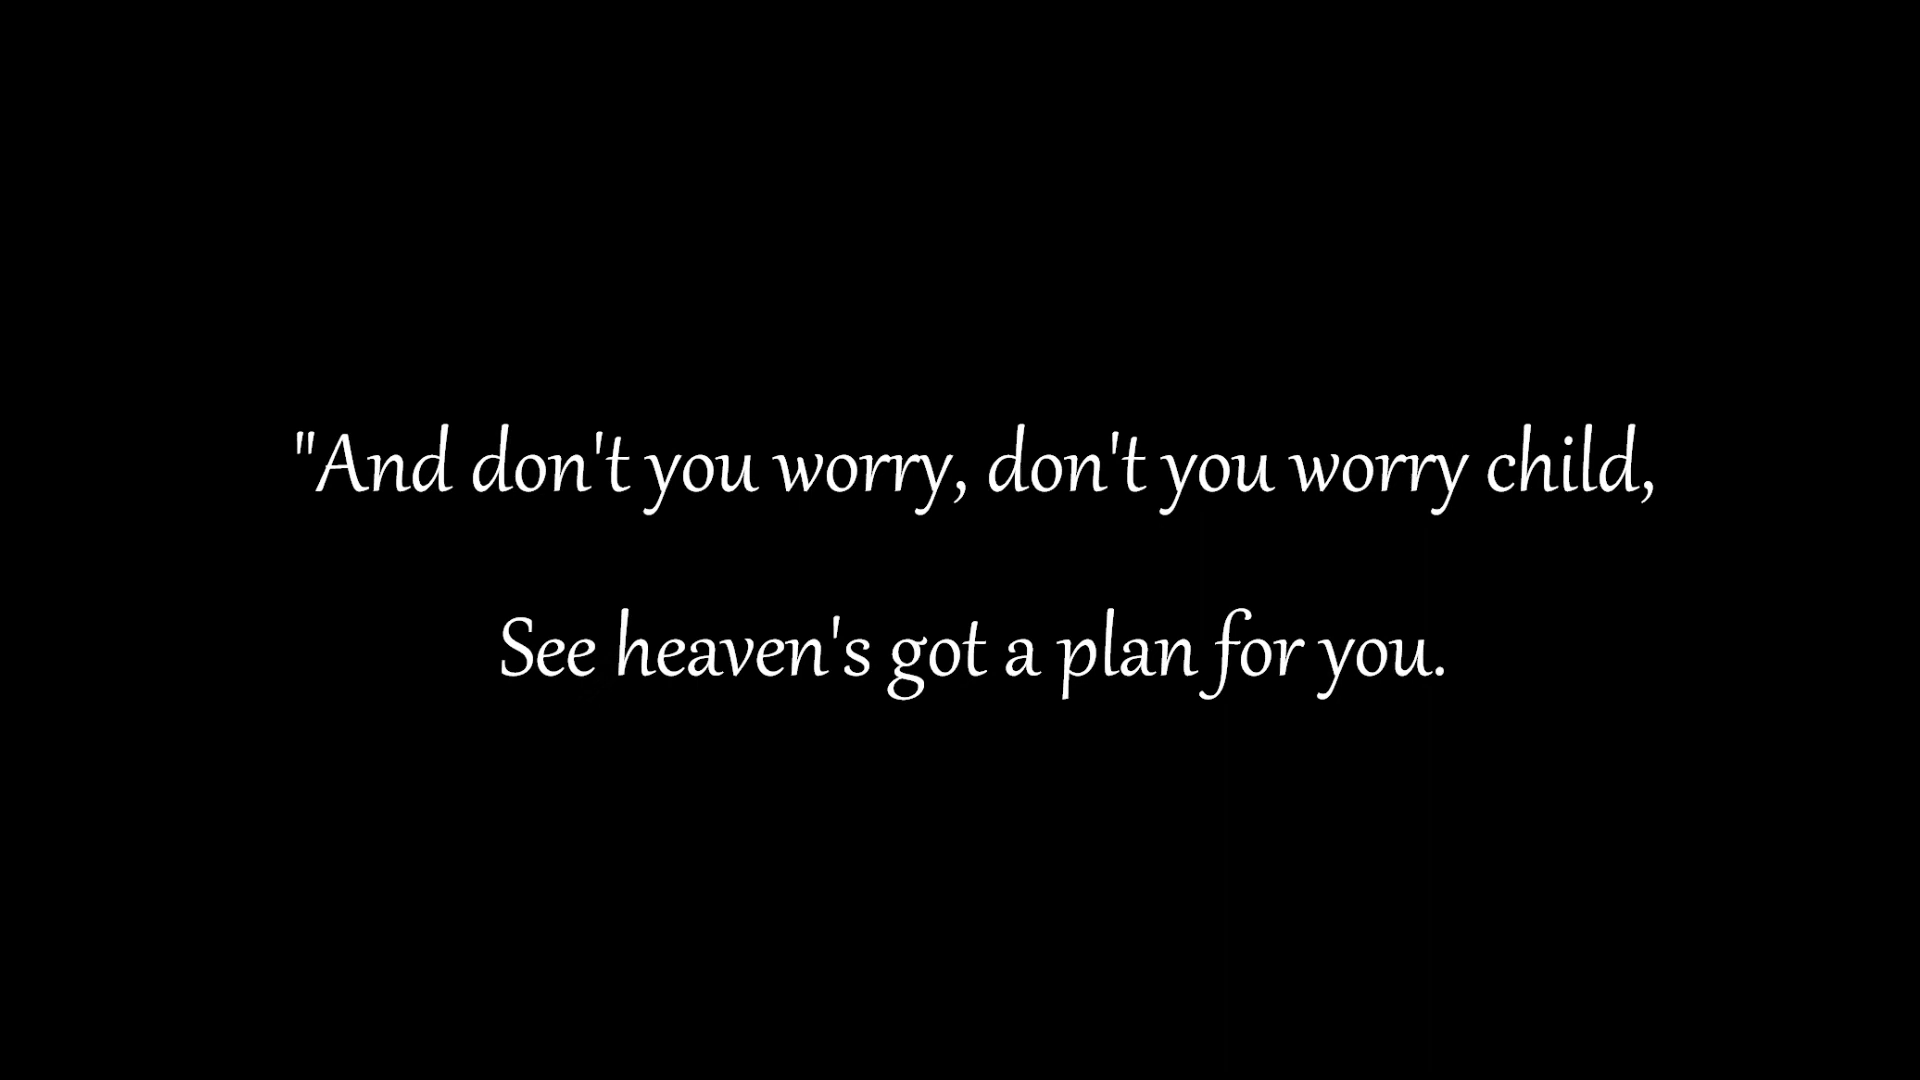 "And don't you worry, don't you worry child,
See heaven's got a plan for you.